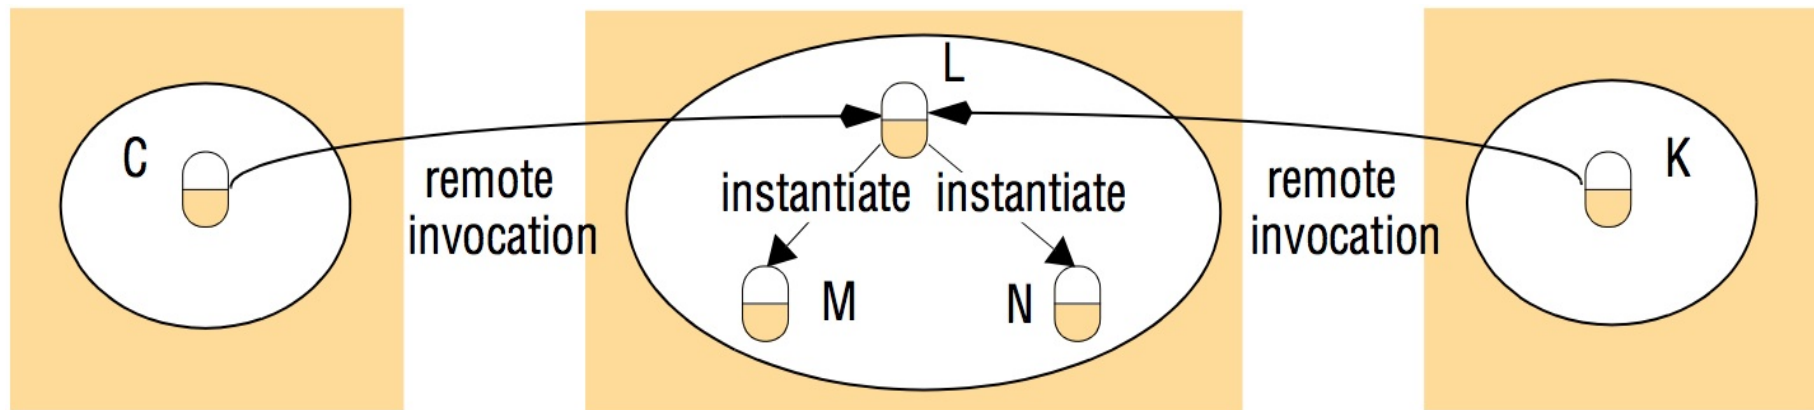 L
C
K
remote
invocation
instantiate
instantiate
remote
invocation
M
N